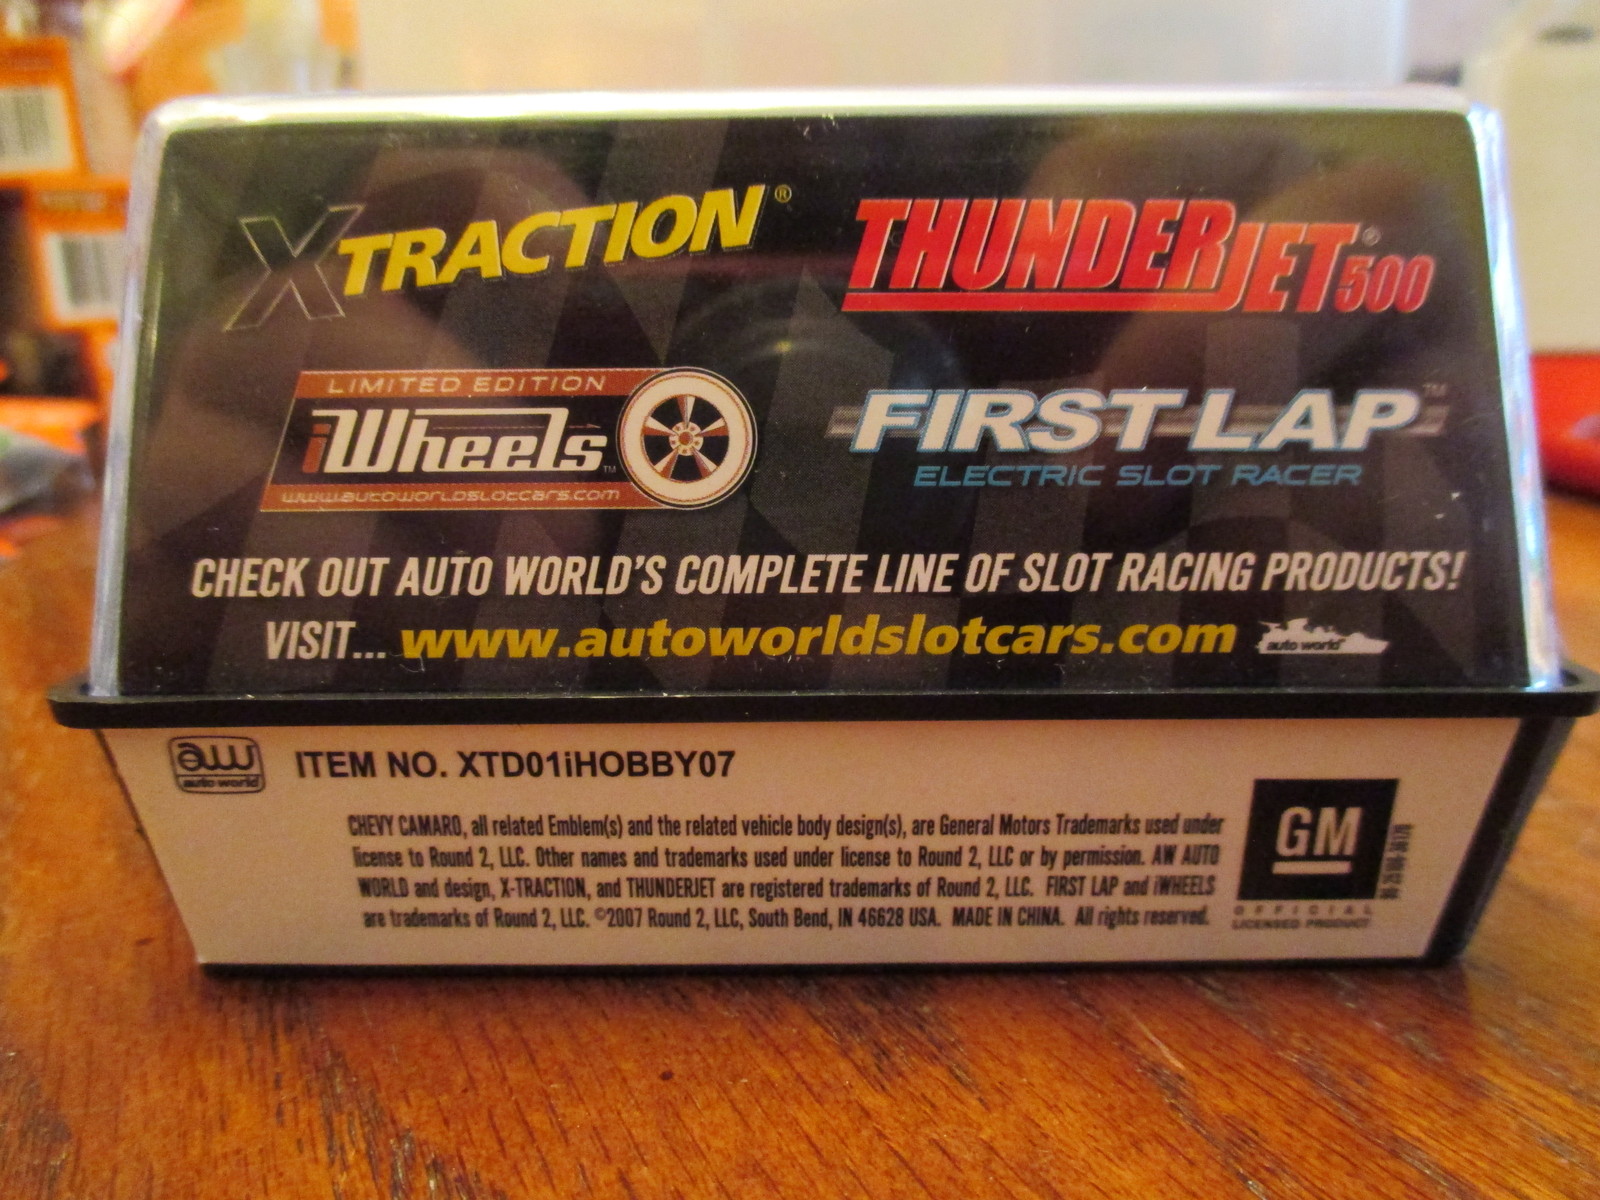 XTRACTION®
THUNDERJET®500
LIMITED EDITION
iWheels™
www.autoworldslotcars.com
FIRST LAP™
ELECTRIC SLOT RACER
CHECK OUT AUTO WORLD'S COMPLETE LINE OF SLOT RACING PRODUCTS!
VISIT... www.autoworldslotcars.com
auto world
aw
auto world
ITEM NO. XTD01iHOBBY07
CHEVY CAMARO, all related Emblem(s) and the related vehicle body design(s), are General Motors Trademarks used under
license to Round 2, LLC. Other names and trademarks used under license to Round 2, LLC or by permission. AW AUTO
WORLD and design, X-TRACTION, and THUNDERJET are registered trademarks of Round 2, LLC. FIRST LAP and iWHEELS
are trademarks of Round 2, LLC. ©2007 Round 2, LLC, South Bend, IN 46628 USA. MADE IN CHINA. All rights reserved.
GM
OFFICIAL
LICENSED PRODUCT